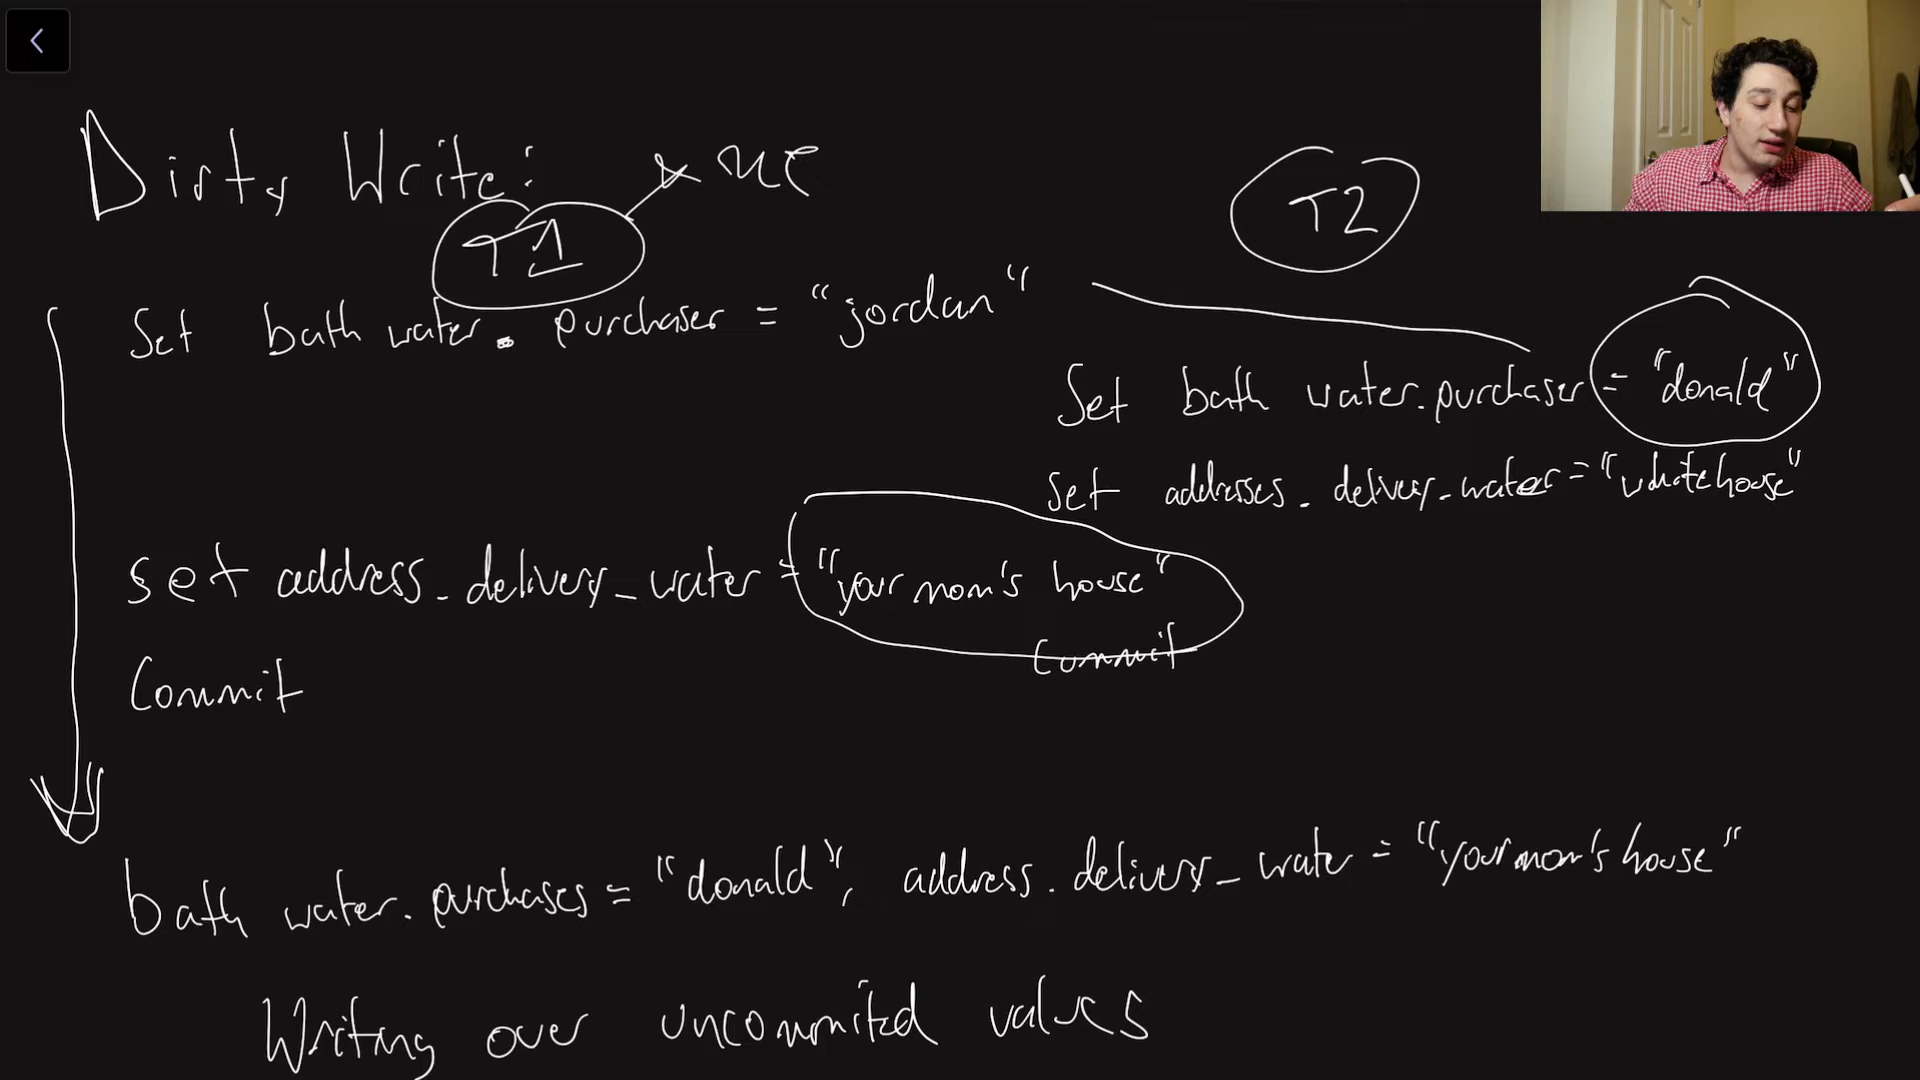 Dirty Write:
me
T1
T2
Set bath water. purchaser = "jordan"
Set bath water.purchaser = "donald"
Set addresses. delivery_water = "whitehouse"
set address_delivery_water = "your mom's house"
Commit
Commit
bath water. purchases = "donald", address. delivery_water = "your mom's house"
Writing over uncommited values